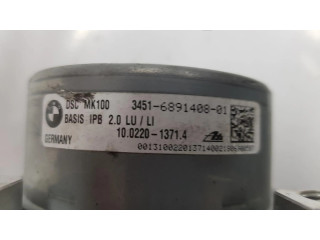 DSC MK100 3451-6891408-01
BASIS IPB 2.0 LU/LI
GERMANY 10.0220-1371.4